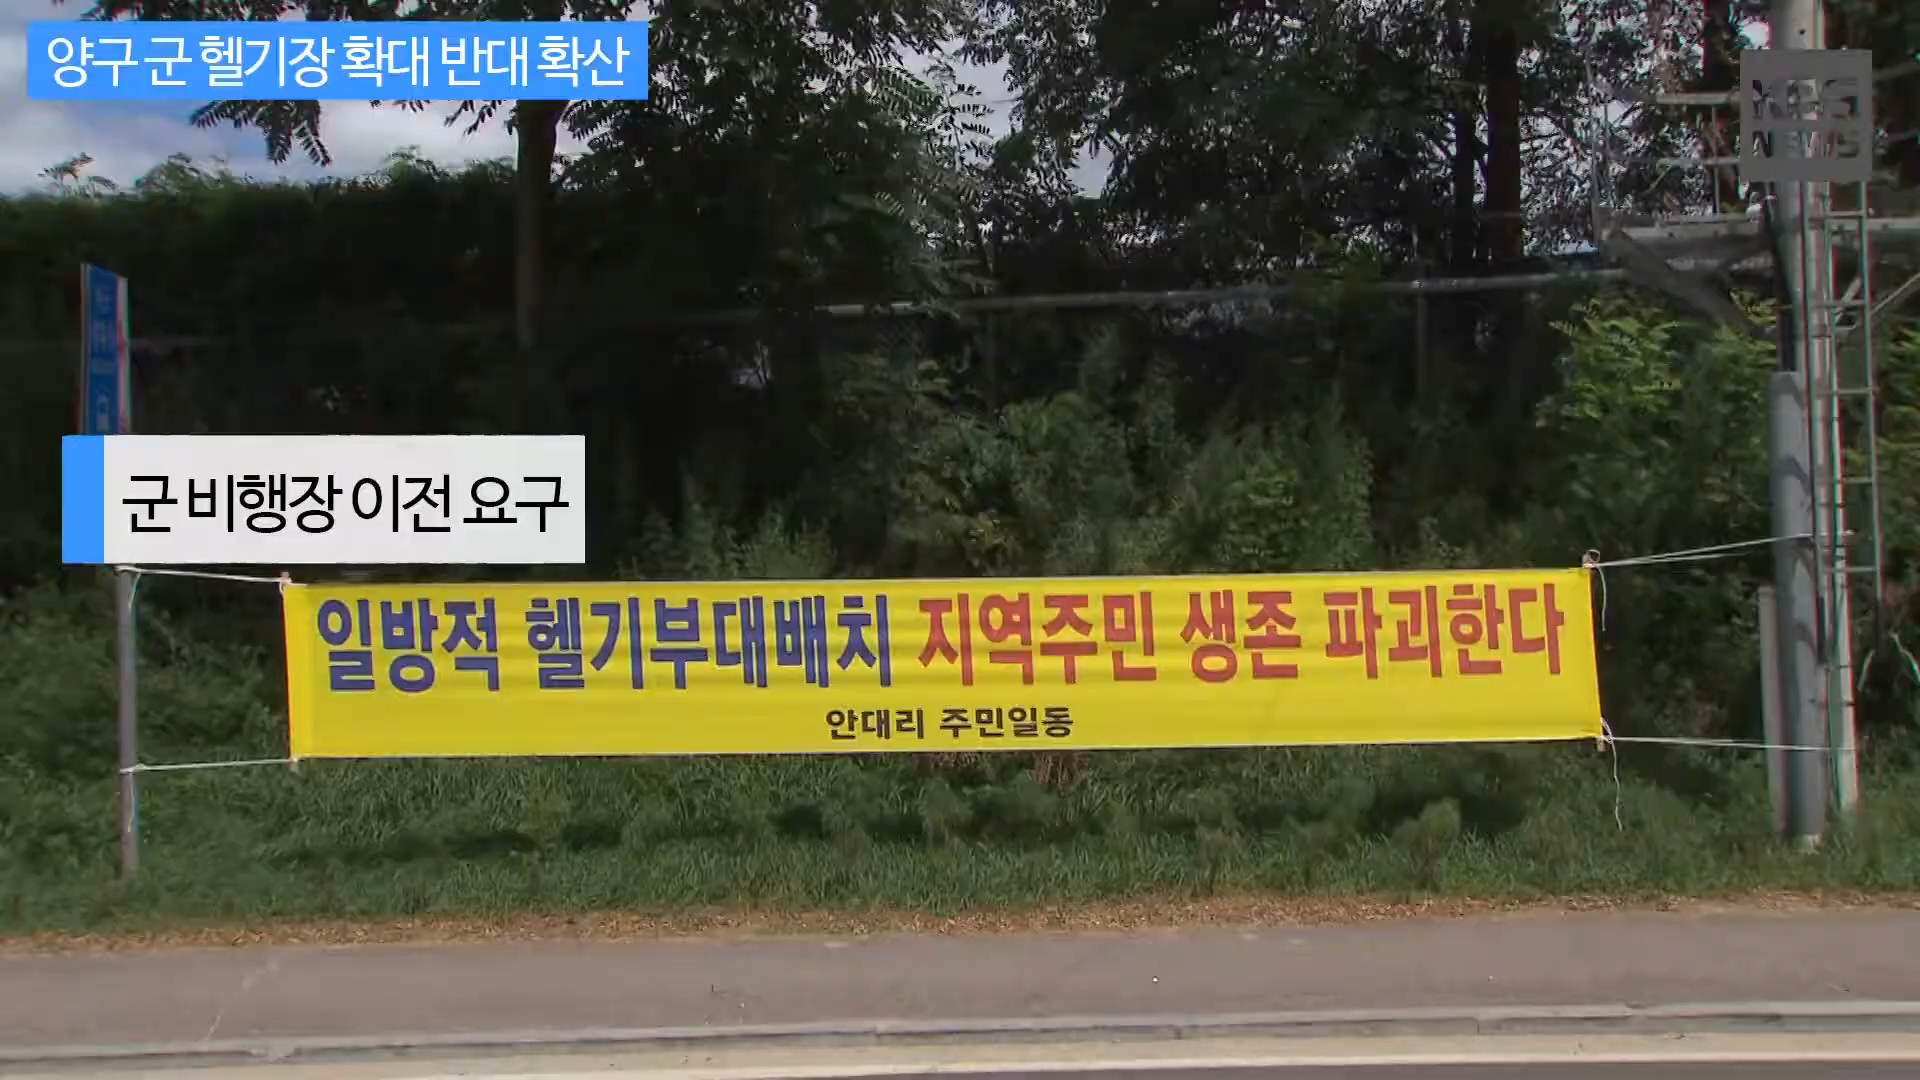 양구 군 헬기장 확대 반대 확산
KBS
NEWS
군 비행장 이전 요구
일방적 헬기부대배치 지역주민 생존 파괴한다
안대리 주민일동